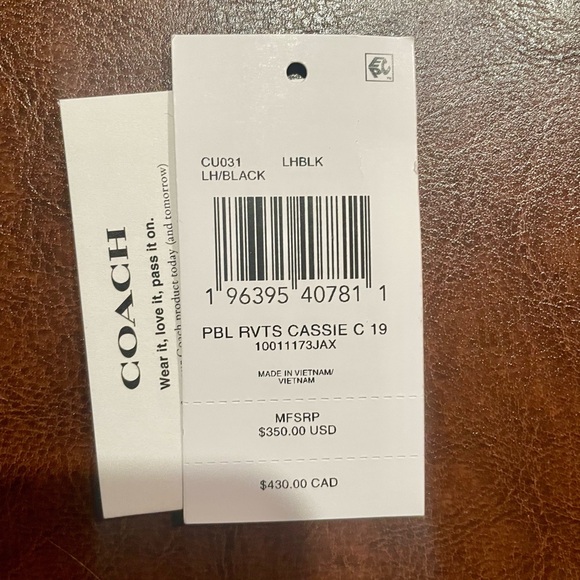 COACH
Wear it, love it, pass it on.
Coach product today (and tomorrow)
CU031 LHBLK
LH/BLACK
1 96395 40781 1
PBL RVTS CASSIE C 19
10011173JAX
MADE IN VIETNAM/
VIETNAM
MFSRP
$350.00 USD
$430.00 CAD